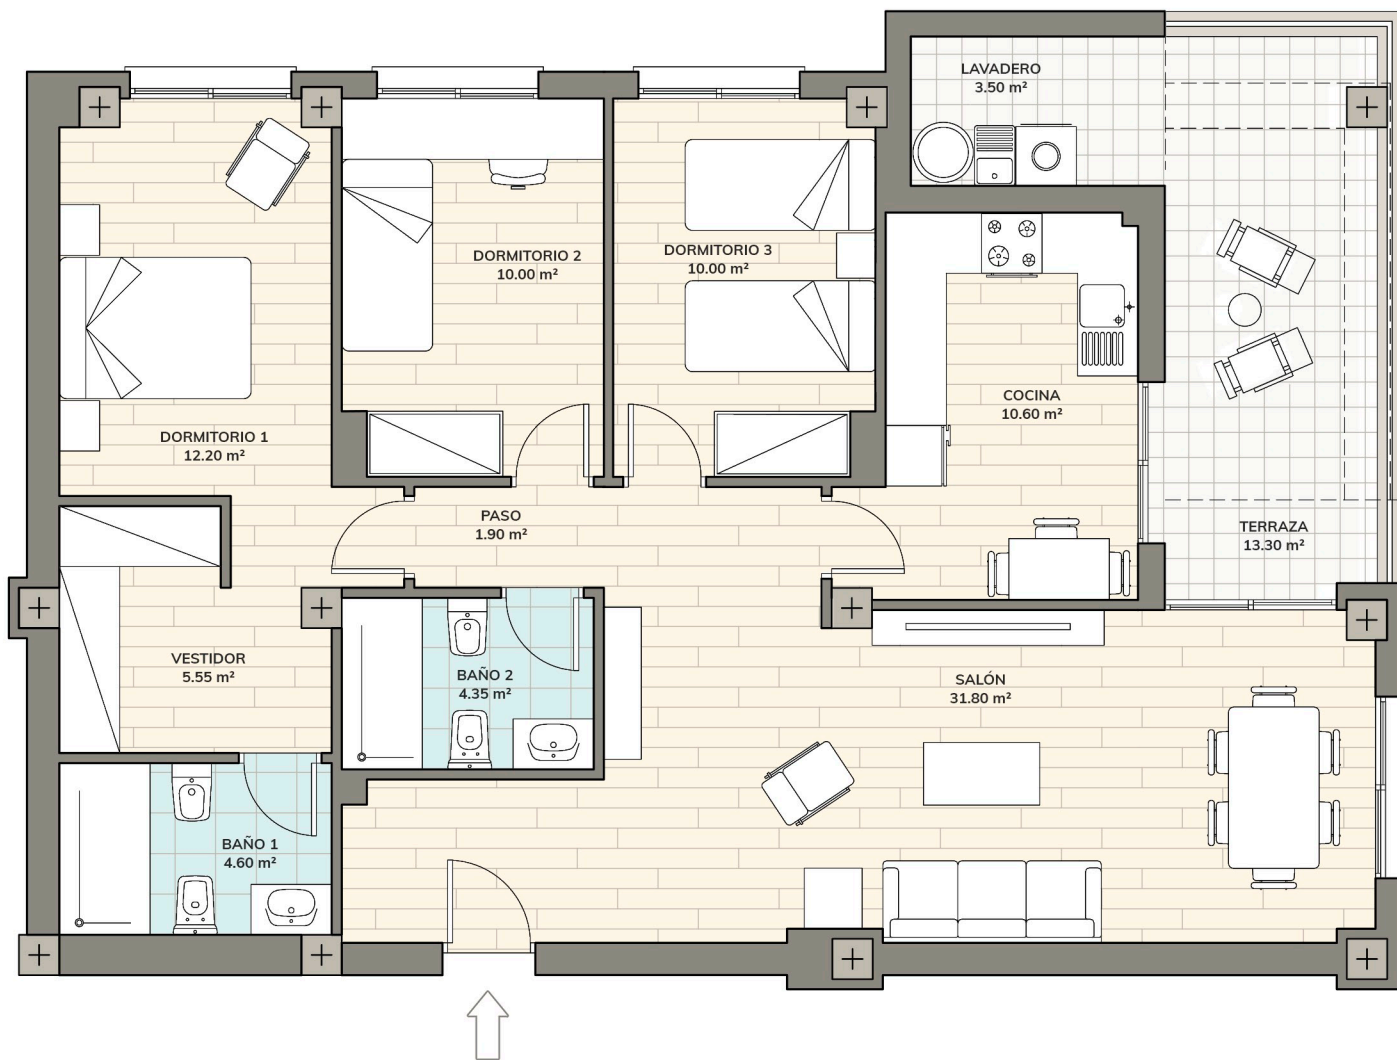 LAVADERO
3.50 m²
DORMITORIO 2
10.00 m²
DORMITORIO 3
10.00 m²
COCINA
10.60 m²
DORMITORIO 1
12.20 m²
PASO
1.90 m²
TERRAZA
13.30 m²
VESTIDOR
5.55 m²
BAÑO 2
4.35 m²
SALÓN
31.80 m²
BAÑO 1
4.60 m²